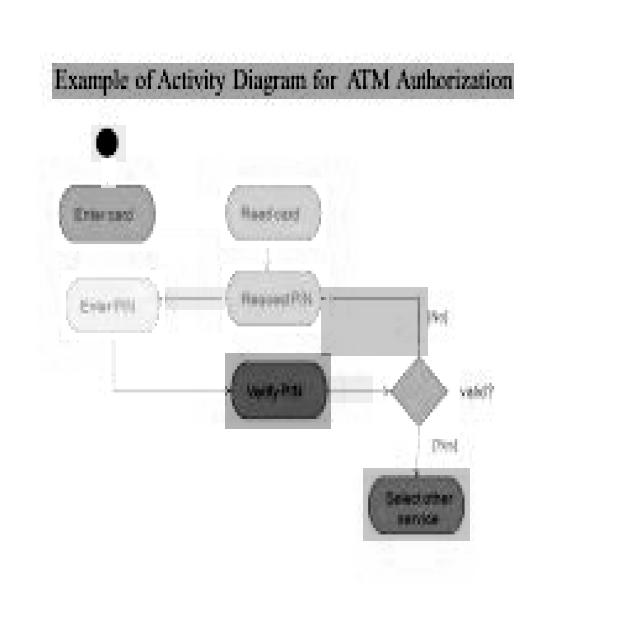 Example of Activity Diagram for ATM Authorization
Enter card
Read card
Enter PIN
Request PIN
[No]
Verify PIN
valid?
[Yes]
Select other
service